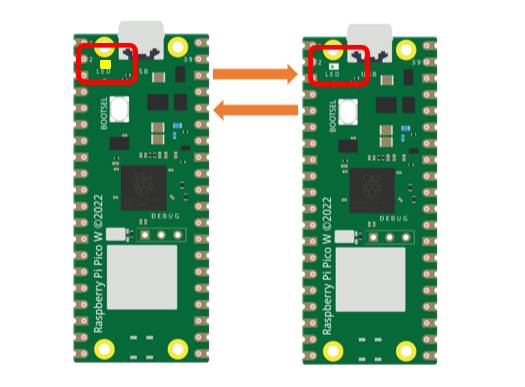 2
39
LED
USB
BOOTSEL
DEBUG
Raspberry Pi Pico W ©2022
2
39
LED
USB
BOOTSEL
DEBUG
Raspberry Pi Pico W ©2022